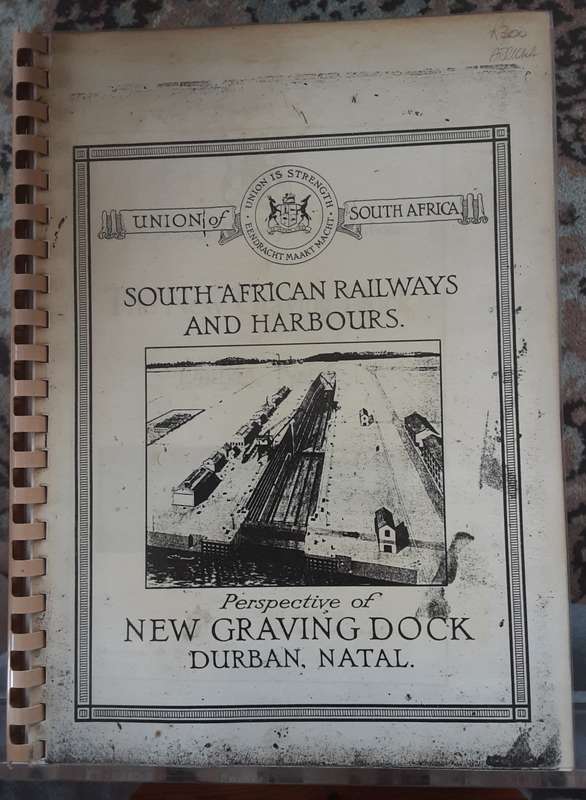 R300
UNION IS STRENGTH
EENDRACHT MAAKT MACHT
UNION of
SOUTH AFRICA
SOUTH AFRICAN RAILWAYS
AND HARBOURS.
Perspective of
NEW GRAVING DOCK
DURBAN, NATAL.